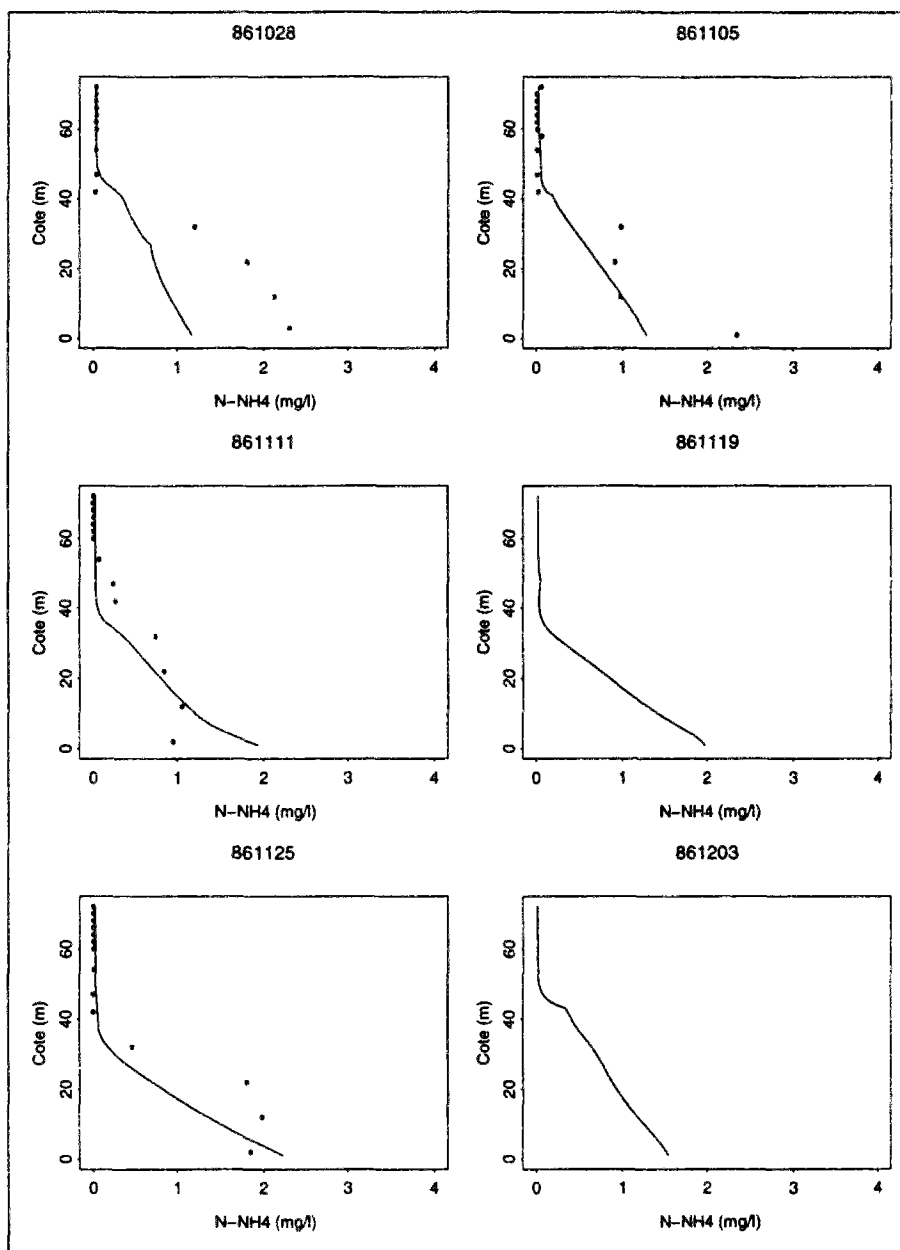 861028
861105
60
40
20
0
Cote (m)
0 1 2 3 4
N-NH4 (mg/l)
60
40
20
0
Cote (m)
0 1 2 3 4
N-NH4 (mg/l)
861111
861119
60
40
20
0
Cote (m)
0 1 2 3 4
N-NH4 (mg/l)
60
40
20
0
Cote (m)
0 1 2 3 4
N-NH4 (mg/l)
861125
861203
60
40
20
0
Cote (m)
0 1 2 3 4
N-NH4 (mg/l)
60
40
20
0
Cote (m)
0 1 2 3 4
N-NH4 (mg/l)